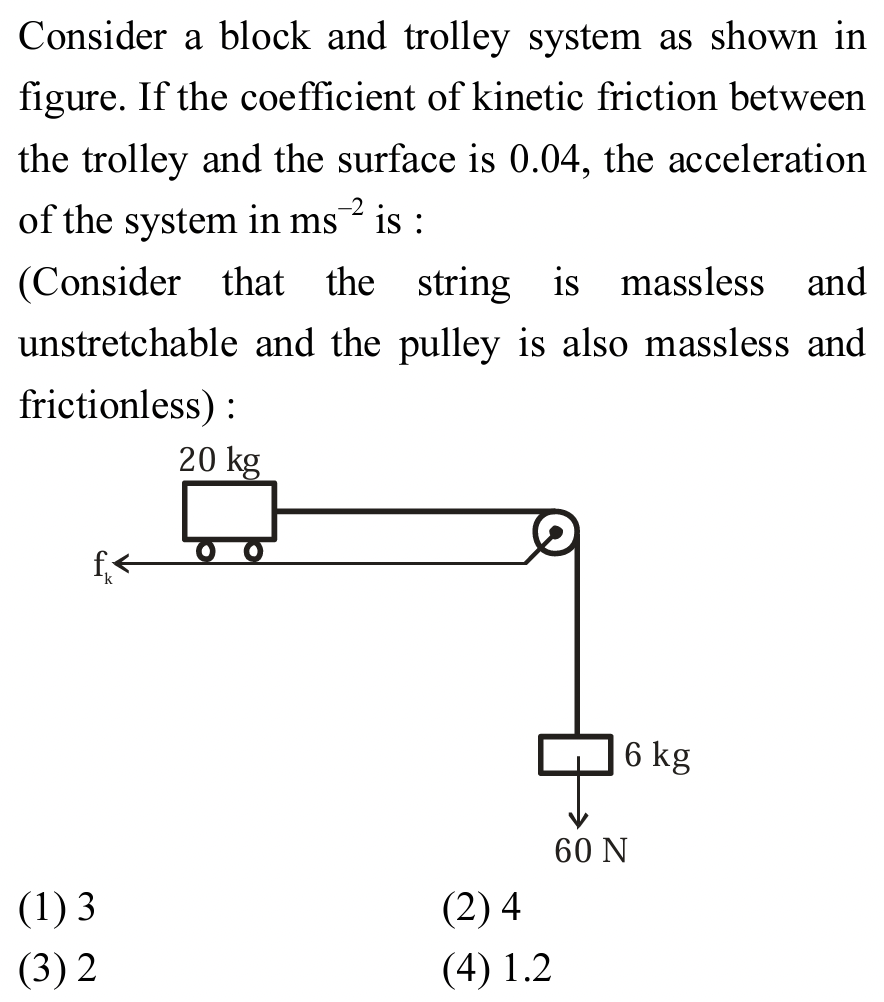 Consider a block and trolley system as shown in
figure. If the coefficient of kinetic friction between
the trolley and the surface is 0.04, the acceleration
of the system in ms⁻² is :
(Consider that the string is massless and
unstretchable and the pulley is also massless and
frictionless) :
20 kg
fₖ
6 kg
60 N
(1) 3 (2) 4
(3) 2 (4) 1.2